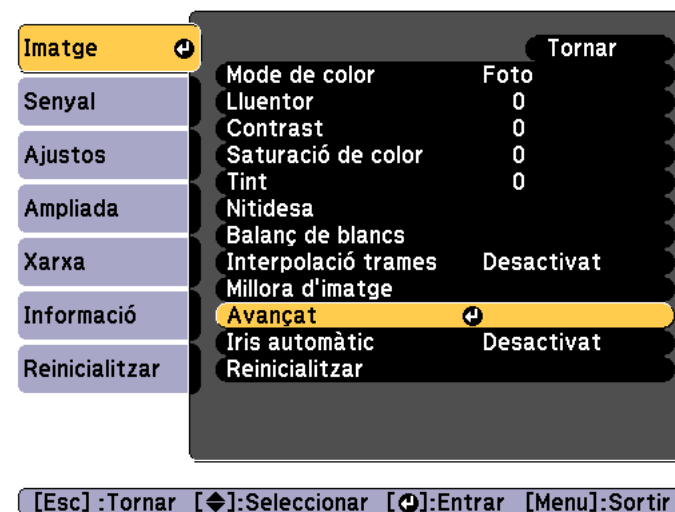 Imatge
Senyal
Ajustos
Ampliada
Xarxa
Informació
Reinicialitzar
Tornar
Mode de color Foto
Lluentor 0
Contrast 0
Saturació de color 0
Tint 0
Nitidesa
Balanç de blancs
Interpolació trames Desactivat
Millora d'imatge
Avançat
Iris automàtic Desactivat
Reinicialitzar
[Esc] :Tornar [◆]:Seleccionar [↵]:Entrar [Menu]:Sortir